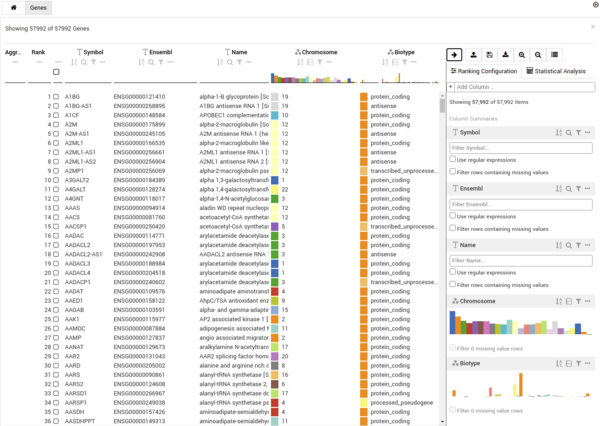 Genes
Showing 57992 of 57992 Genes
Aggr... Rank Symbol Ensembl Name Chromosome Biotype
1 A1BG ENSG00000121410 alpha-1-B glycoprotein [Sc 19 protein_coding
2 A1BG-AS1 ENSG00000268895 A1BG antisense RNA 1 [S 19 antisense
3 A1CF ENSG00000148584 APOBEC1 complementation 10 protein_coding
4 A2M ENSG00000175899 alpha-2-macroglobulin [So 12 protein_coding
5 A2M-AS1 ENSG00000245105 A2M antisense RNA 1 (he 12 antisense
6 A2ML1 ENSG00000166535 alpha-2-macroglobulin like 12 protein_coding
7 A2ML1-AS1 ENSG00000256661 A2ML1 antisense RNA 1 [ 12 antisense
8 A2ML1-AS2 ENSG00000256904 A2ML1 antisense RNA 2 [ 12 antisense
9 A2MP1 ENSG00000256069 alpha-2-macroglobulin pse 12 transcribed_unprocesse...
10 A3GALT2 ENSG00000184389 alpha 1,3-galactosyltransf 1 protein_coding
11 A4GALT ENSG00000128274 alpha 1,4-galactosyltransf 22 protein_coding
12 A4GNT ENSG00000118017 alpha-1,4-N-acetylglucosa 3 protein_coding
13 AAAS ENSG00000094914 aladin WD repeat nucleopo 12 protein_coding
14 AACS ENSG00000081760 acetoacetyl-CoA synthetas 12 protein_coding
15 AACSP1 ENSG00000250420 acetoacetyl-CoA synthetas 5 transcribed_unprocesse...
16 AADAC ENSG00000114771 arylacetamide deacetylase 3 protein_coding
17 AADACL2 ENSG00000197953 arylacetamide deacetylase 3 protein_coding
18 AADACL2-AS1 ENSG00000242908 AADACL2 antisense RNA 3 antisense
19 AADACL3 ENSG00000188984 arylacetamide deacetylase 1 protein_coding
20 AADACL4 ENSG00000204518 arylacetamide deacetylase 1 protein_coding
21 AADACP1 ENSG00000240602 arylacetamide deacetylase 3 transcribed_unprocesse...
22 AADAT ENSG00000109576 aminoadipate aminotransf 4 protein_coding
23 AAED1 ENSG00000158122 AhpC/TSA antioxidant enz 9 protein_coding
24 AAGAB ENSG00000103591 alpha- and gamma-adaptin 15 protein_coding
25 AAK1 ENSG00000115977 AP2 associated kinase 1 [ 2 protein_coding
26 AAMDC ENSG00000087884 adipogenesis associated M 11 protein_coding
27 AAMP ENSG00000127837 angio associated migrator 2 protein_coding
28 AANAT ENSG00000129673 aralkylamine N-acetyltrans 17 protein_coding
29 AAR2 ENSG00000131043 AAR2 splicing factor homo 20 protein_coding
30 AARD ENSG00000205002 alanine and arginine rich d 8 protein_coding
31 AARS ENSG00000090861 alanyl-tRNA synthetase [S 16 protein_coding
32 AARS2 ENSG00000124608 alanyl-tRNA synthetase 2, 6 protein_coding
33 AARSD1 ENSG00000266967 alanyl-tRNA synthetase do 17 protein_coding
34 AARSP1 ENSG00000249038 alanyl-tRNA synthetase ps 4 processed_pseudogene
35 AASDH ENSG00000157426 aminoadipate-semialdehyd 4 protein_coding
36 AASDHPPT ENSG00000149313 aminoadipate-semialdehyd 11 protein_coding
Ranking Configuration Statistical Analysis
Add Column ...
Showing 57,992 of 57,992 items
Column Summaries
Symbol
Filter Symbol...
Use regular expressions
Filter rows containing missing values
Ensembl
Filter Ensembl...
Use regular expressions
Filter rows containing missing values
Name
Filter Name...
Use regular expressions
Filter rows containing missing values
Chromosome
Filter 0 missing value rows
Biotype
Filter 0 missing value rows